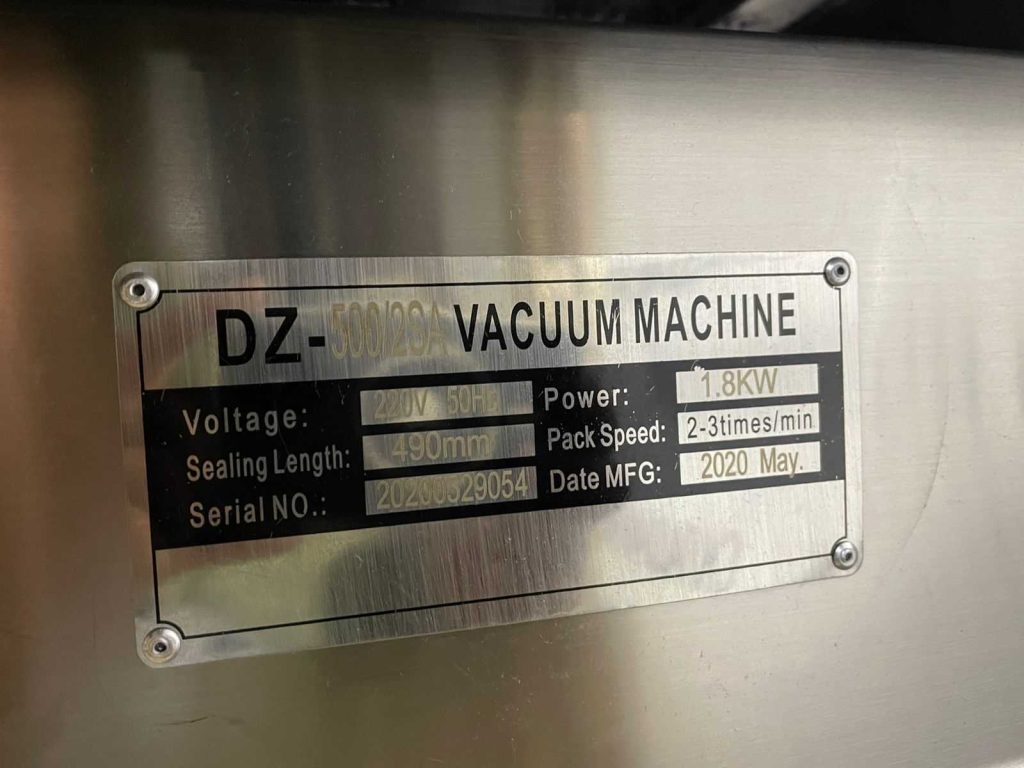 DZ-500/2SA VACUUM MACHINE
Voltage: 220V 50Hz Power: 1.8KW
Sealing Length: 490mm Pack Speed: 2-3times/min
Serial NO.: 20200529054 Date MFG: 2020 May.